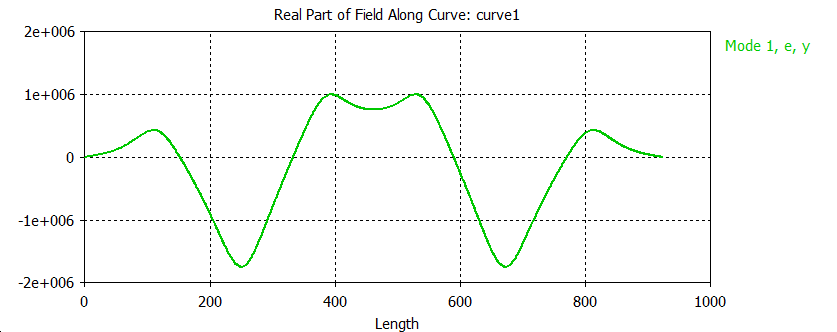 Real Part of Field Along Curve: curve1
2e+006
Mode 1, e, y
1e+006
0
-1e+006
-2e+006
0 200 400 600 800 1000
Length